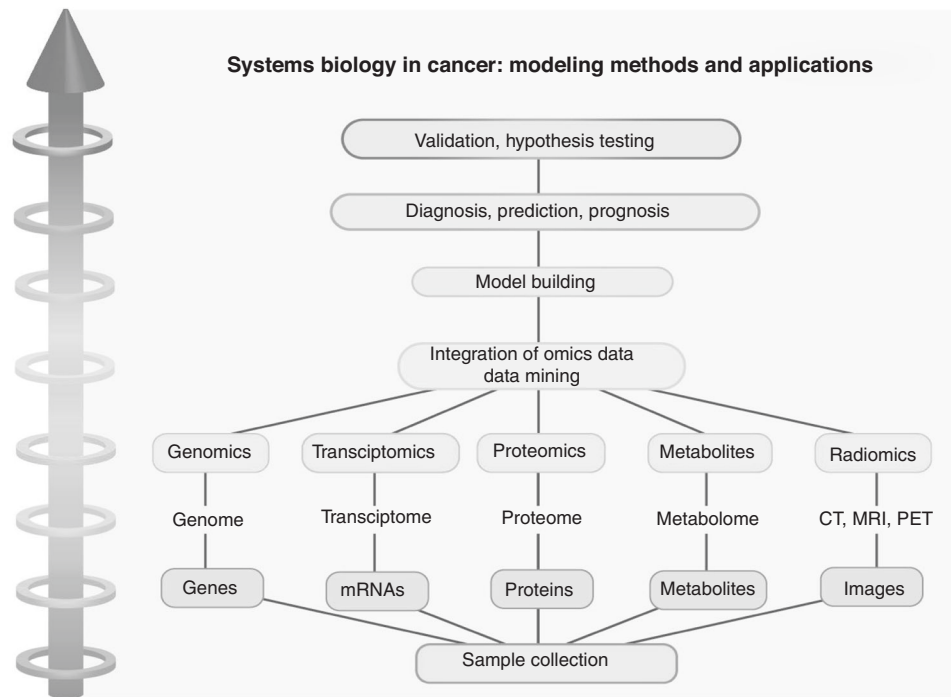 Systems biology in cancer: modeling methods and applications
Validation, hypothesis testing
Diagnosis, prediction, prognosis
Model building
Integration of omics data
data mining
Genomics Transciptomics Proteomics Metabolites Radiomics
Genome Transciptome Proteome Metabolome CT, MRI, PET
Genes mRNAs Proteins Metabolites Images
Sample collection